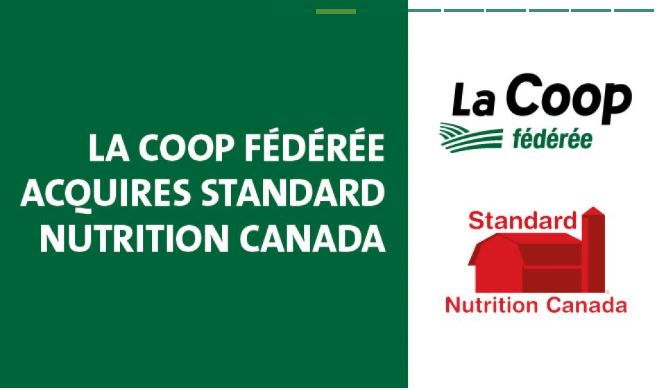 LA COOP FÉDÉRÉE
ACQUIRES STANDARD
NUTRITION CANADA
La Coop
fédérée
Standard
Nutrition Canada